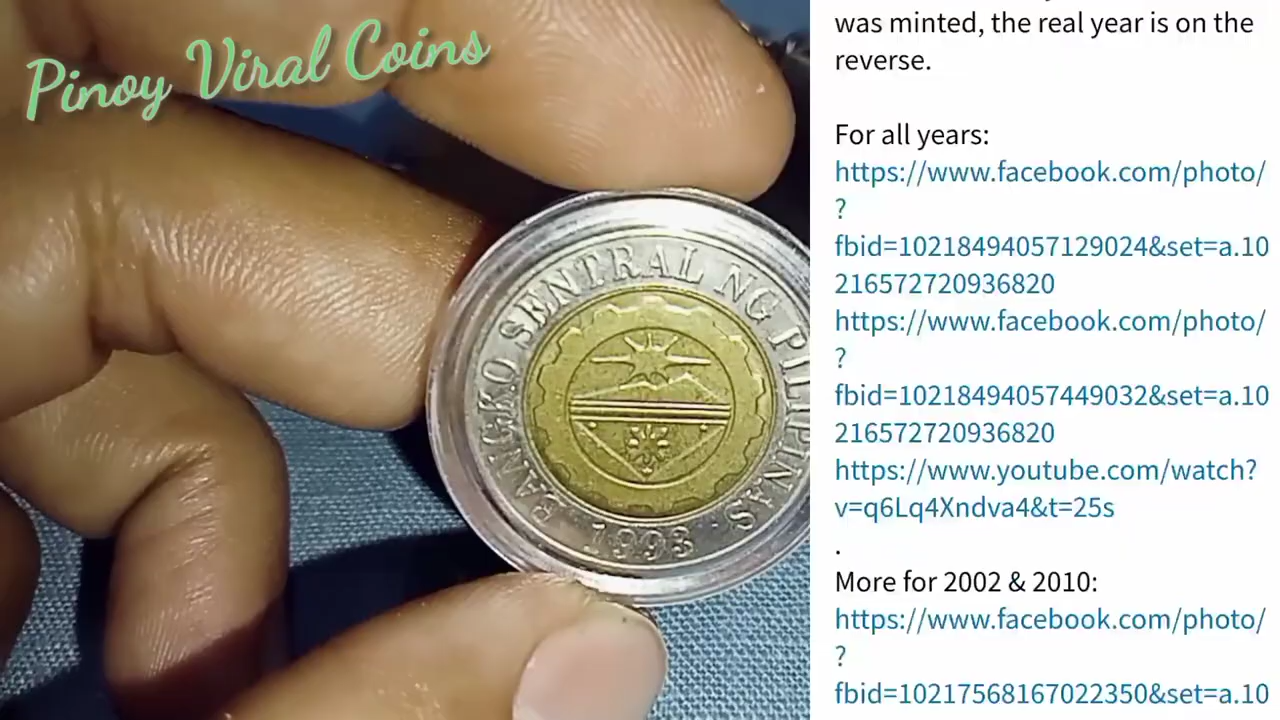 Pinoy Viral Coins
BANGKO SENTRAL NG PILIPINAS
1993
was minted, the real year is on the
reverse.
For all years:
https://www.facebook.com/photo/
?
fbid=10218494057129024&set=a.10
216572720936820
https://www.facebook.com/photo/
?
fbid=10218494057449032&set=a.10
216572720936820
https://www.youtube.com/watch?
v=q6Lq4Xndva4&t=25s
.
More for 2002 & 2010:
https://www.facebook.com/photo/
?
fbid=10217568167022350&set=a.10